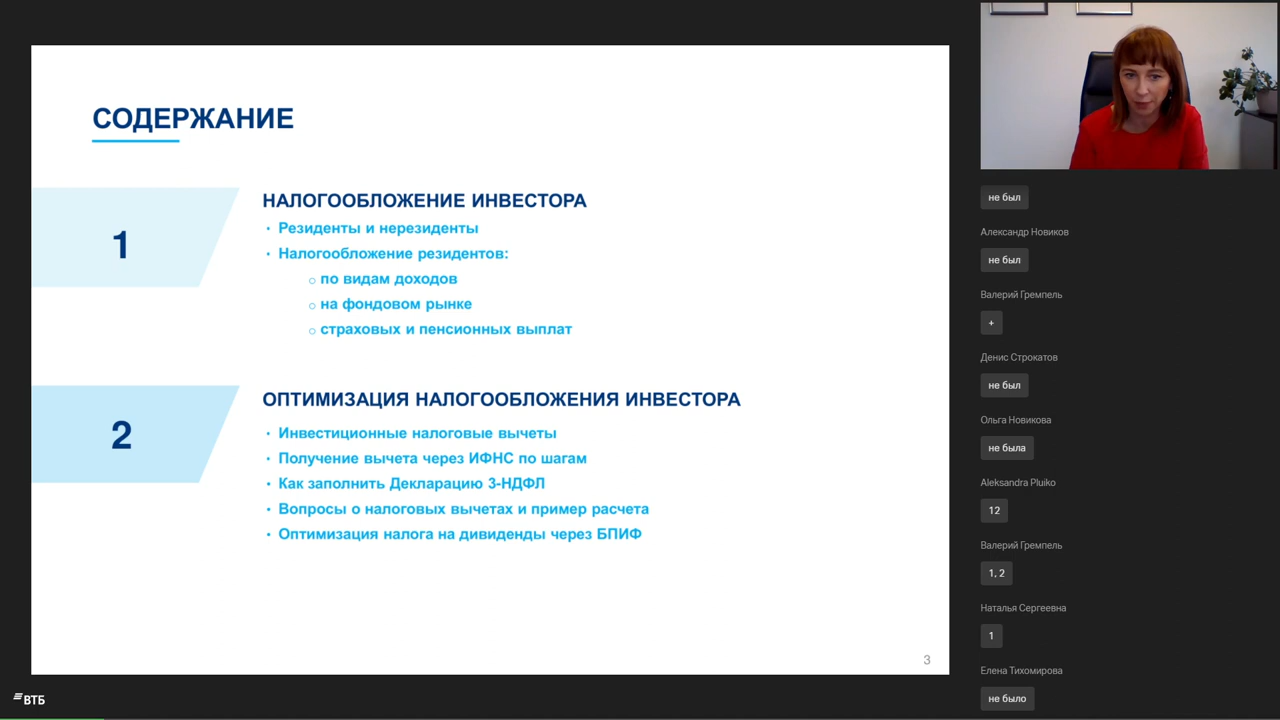 СОДЕРЖАНИЕ
1
НАЛОГООБЛОЖЕНИЕ ИНВЕСТОРА
• Резиденты и нерезиденты
• Налогообложение резидентов:
o по видам доходов
o на фондовом рынке
o страховых и пенсионных выплат
2
ОПТИМИЗАЦИЯ НАЛОГООБЛОЖЕНИЯ ИНВЕСТОРА
• Инвестиционные налоговые вычеты
• Получение вычета через ИФНС по шагам
• Как заполнить Декларацию 3-НДФЛ
• Вопросы о налоговых вычетах и пример расчета
• Оптимизация налога на дивиденды через БПИФ
3
ВТБ
не был
Александр Новиков
не был
Валерий Гремпель
+
Денис Строкатов
не был
Ольга Новикова
не была
Aleksandra Pluiko
12
Валерий Гремпель
1, 2
Наталья Сергеевна
1
Елена Тихомирова
не было